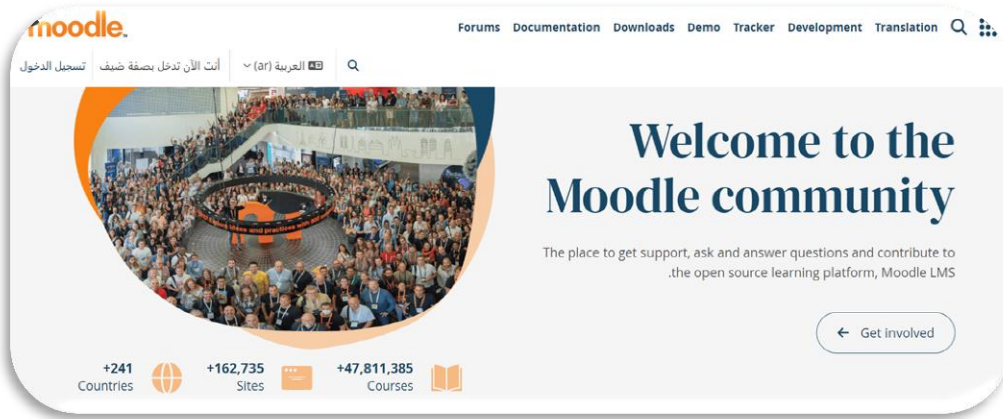 moodle.
Forums Documentation Downloads Demo Tracker Development Translation
العربية (ar)
أنت الآن تدخل بصفة ضيف
تسجيل الدخول
Welcome to the
Moodle community
The place to get support, ask and answer questions and contribute to
.the open source learning platform, Moodle LMS
Get involved
+47,811,385
Courses
+162,735
Sites
+241
Countries